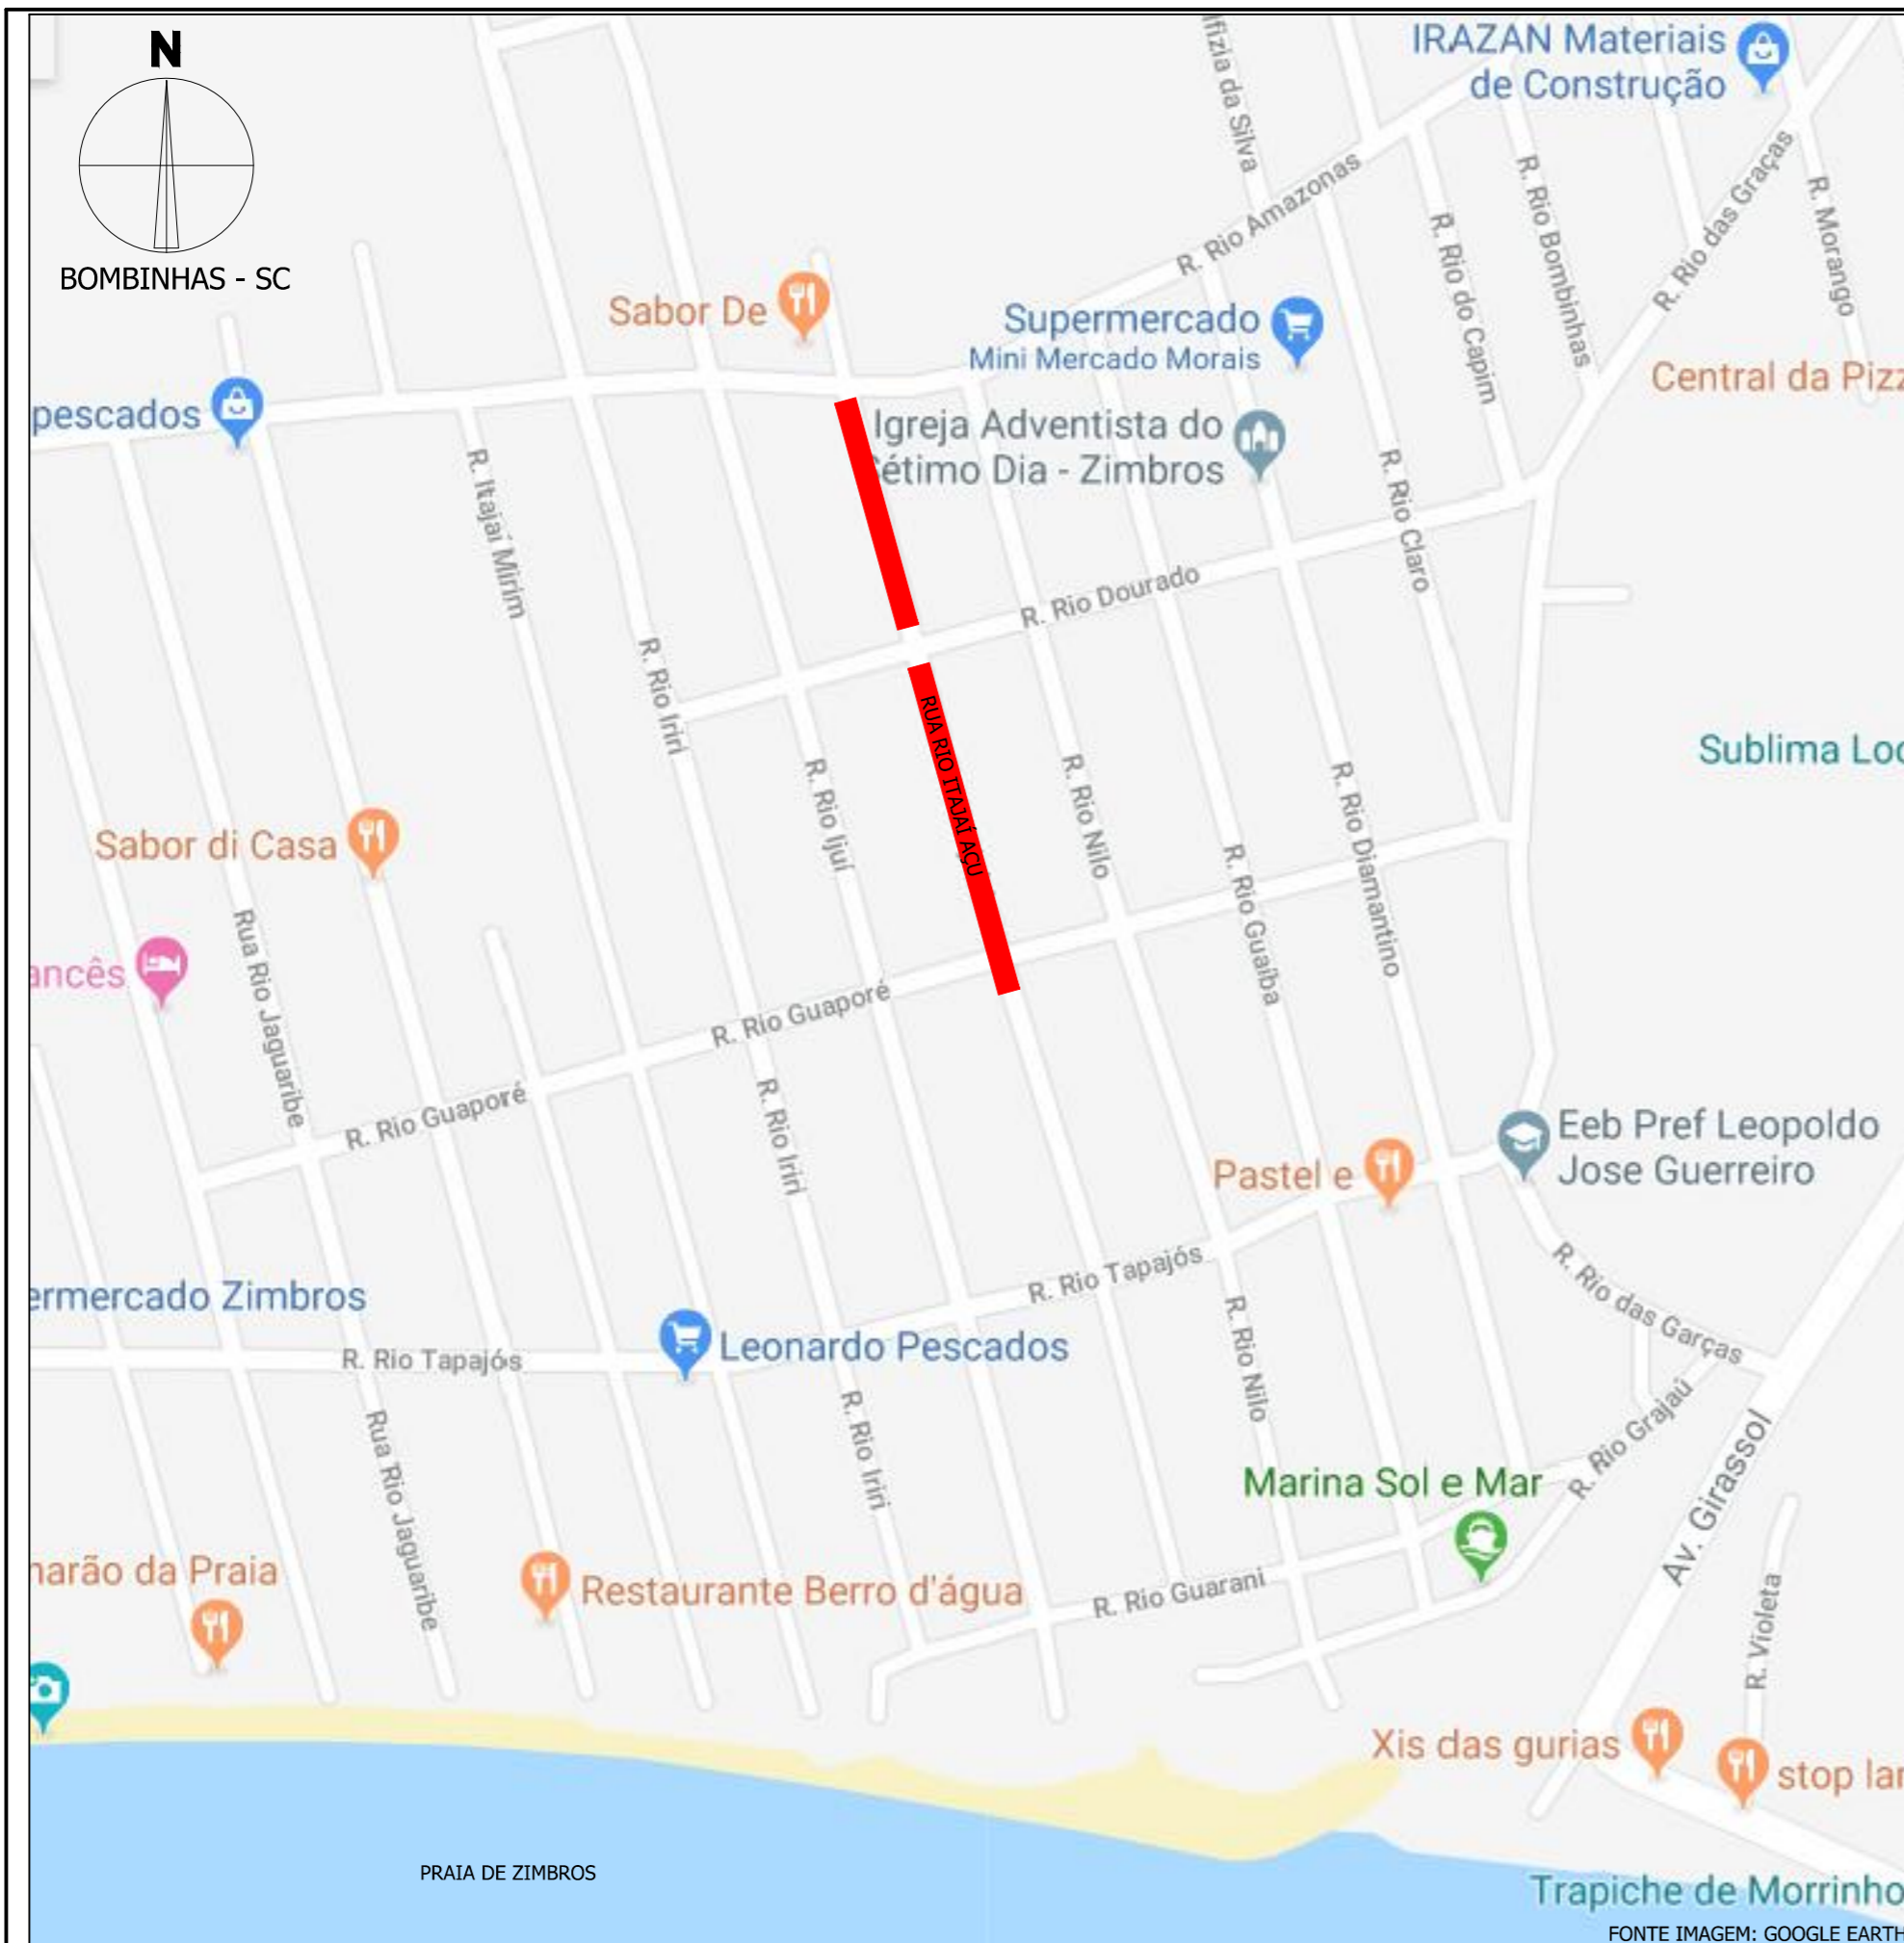 N
BOMBINHAS - SC
IRAZAN Materiais
de Construção
lfizia da Silva
R. Rio Amazonas
R. Rio do Capim
R. Rio Bombinhas
R. Rio das Graças
R. Morango
Sabor De
Supermercado
Mini Mercado Morais
Central da Pizz
pescados
Igreja Adventista do
Sétimo Dia - Zimbros
R. Itajaí Mirim
R. Rio Claro
R. Rio Dourado
R. Rio Iriri
RUA RIO ITAJAÍ AÇU
Sublima Loc
R. Rio Ijuí
R. Rio Nilo
R. Rio Diamantino
Sabor di Casa
R. Rio Guaíba
Rua Rio Jaguaribe
ancês
R. Rio Guaporé
R. Rio Guaporé
R. Rio Iriri
Eeb Pref Leopoldo
Jose Guerreiro
Pastel e
R. Rio Tapajós
R. Rio das Garças
ermercado Zimbros
Leonardo Pescados
R. Rio Tapajós
R. Rio Nilo
R. Rio Grajaú
R. Rio Iriri
Rua Rio Jaguaribe
Av. Girassol
Marina Sol e Mar
marão da Praia
Restaurante Berro d'água
R. Rio Guarani
R. Violeta
Xis das gurias
stop lan
PRAIA DE ZIMBROS
Trapiche de Morrinho
FONTE IMAGEM: GOOGLE EARTH